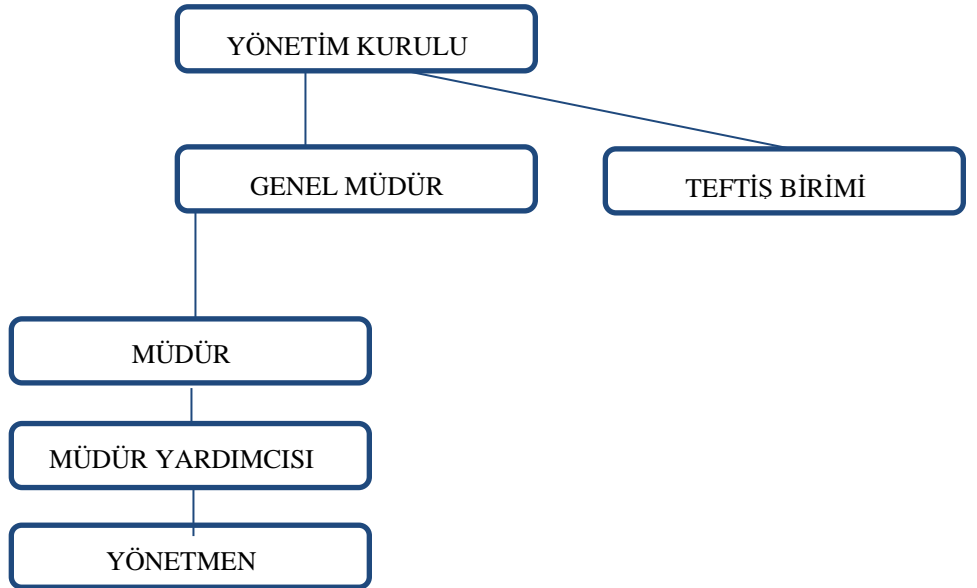 YÖNETİM KURULU
GENEL MÜDÜR
TEFTİŞ BİRİMİ
MÜDÜR
MÜDÜR YARDIMCISI
YÖNETMEN